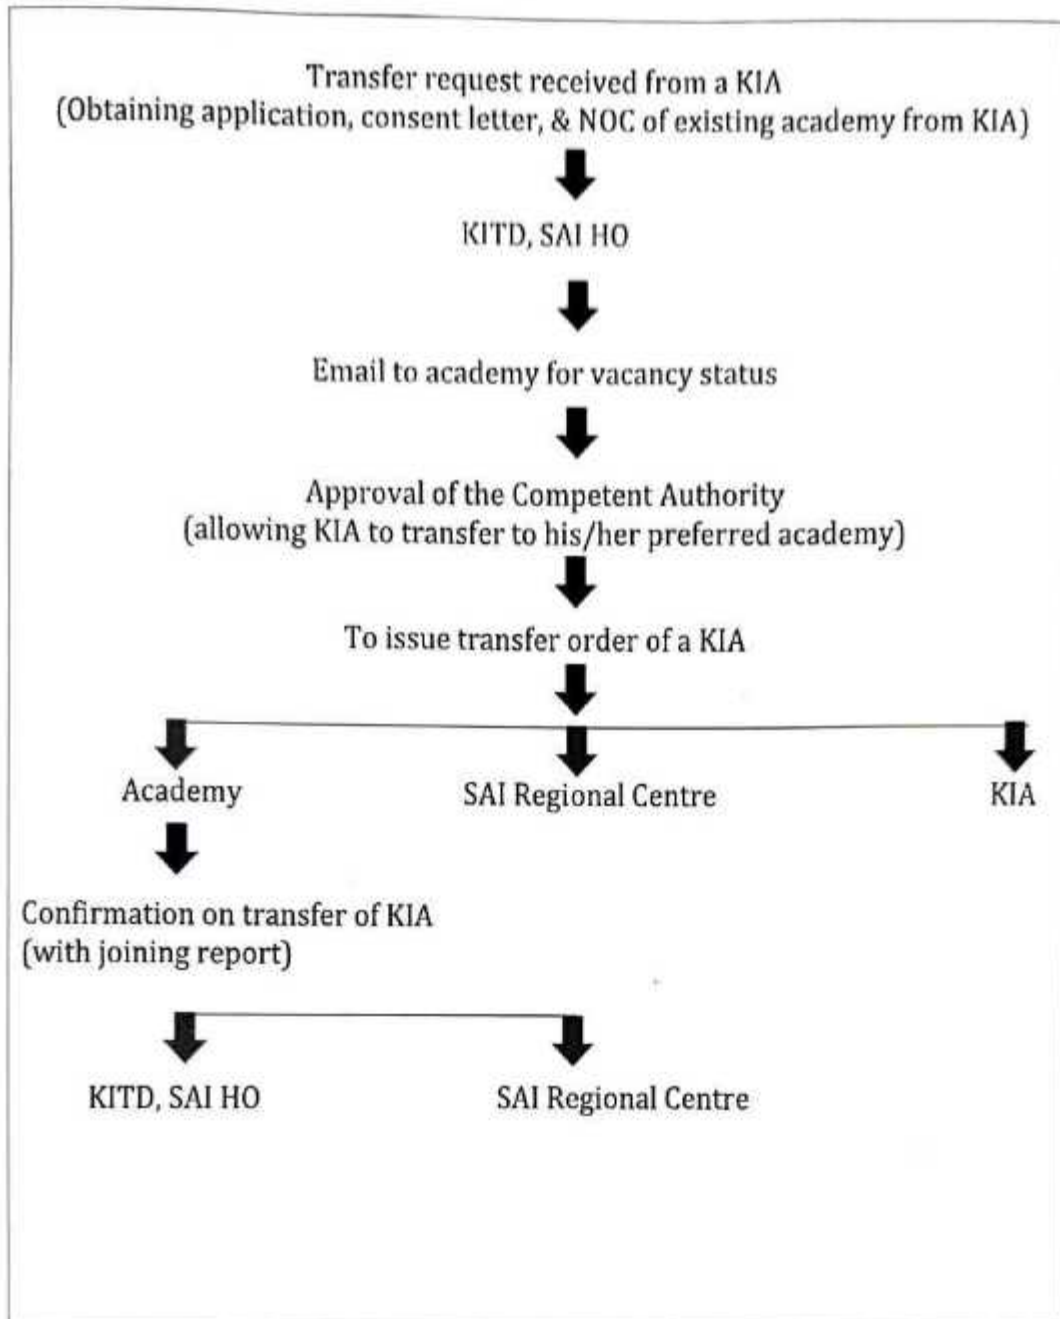 Transfer request received from a KIA
(Obtaining application, consent letter, & NOC of existing academy from KIA)
KITD, SAI HO
Email to academy for vacancy status
Approval of the Competent Authority
(allowing KIA to transfer to his/her preferred academy)
To issue transfer order of a KIA
Academy
SAI Regional Centre
KIA
Confirmation on transfer of KIA
(with joining report)
KITD, SAI HO
SAI Regional Centre